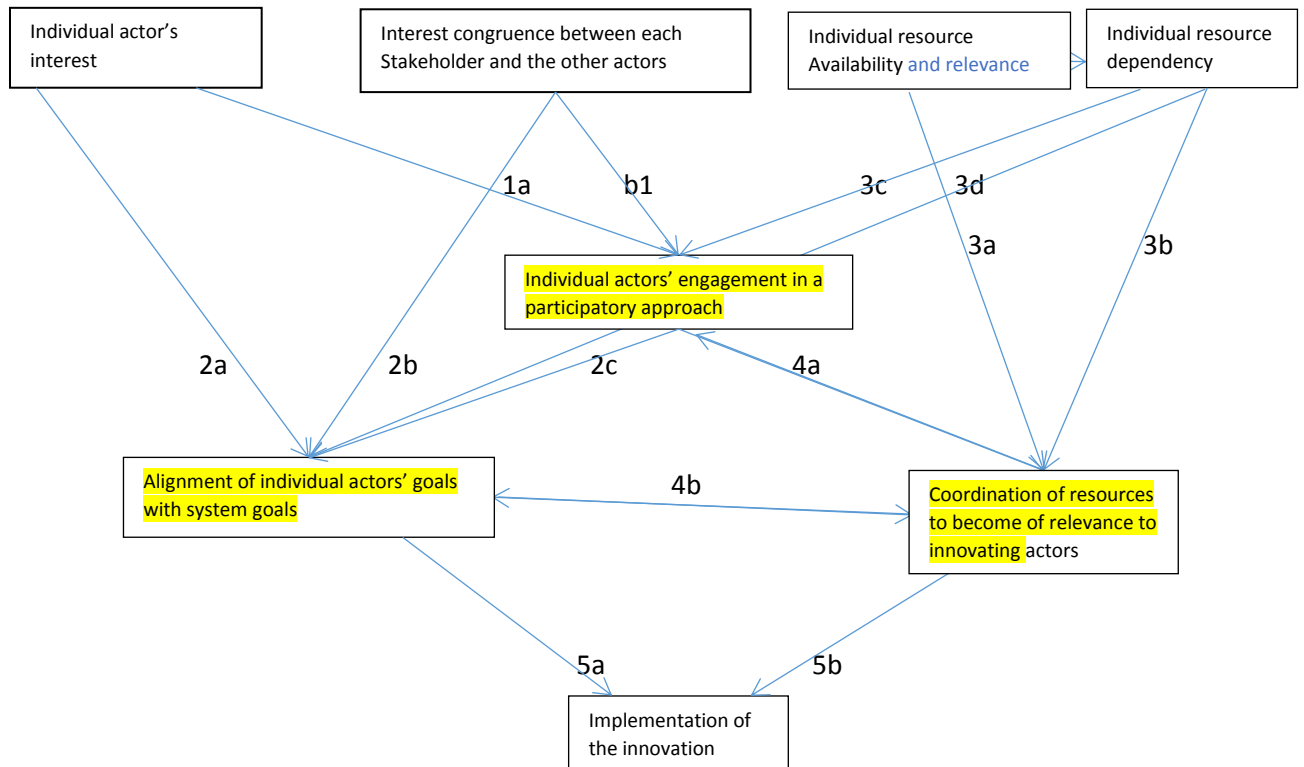 Individual actor's
interest
Interest congruence between each
Stakeholder and the other actors
Individual resource
Availability and relevance
Individual resource
dependency
1a
b1
3c
3d
3a
3b
Individual actors' engagement in a
participatory approach
2a
2b
2c
4a
Alignment of individual actors' goals
with system goals
4b
Coordination of resources
to become of relevance to
innovating actors
5a
5b
Implementation of
the innovation